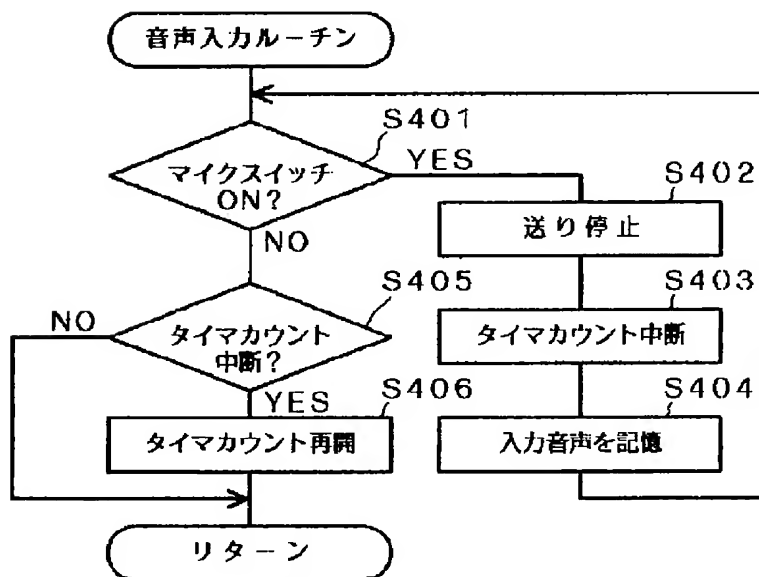 音声入力ルーチン
S401
マイクスイッチ
ON?
YES
NO
S402
送り停止
S403
タイマカウント中断
S404
入力音声を記憶
S405
タイマカウント
中断?
NO
YES
S406
タイマカウント再開
リターン